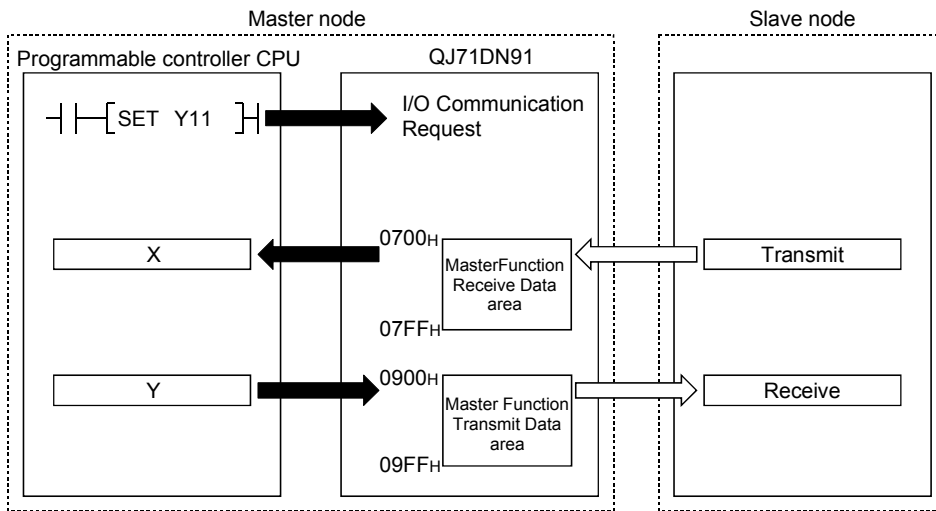 Master node
Slave node
Programmable controller CPU
QJ71DN91
SET Y11
I/O Communication
Request
X
0700H
MasterFunction
Receive Data
area
07FFH
Transmit
Y
0900H
Master Function
Transmit Data
area
09FFH
Receive